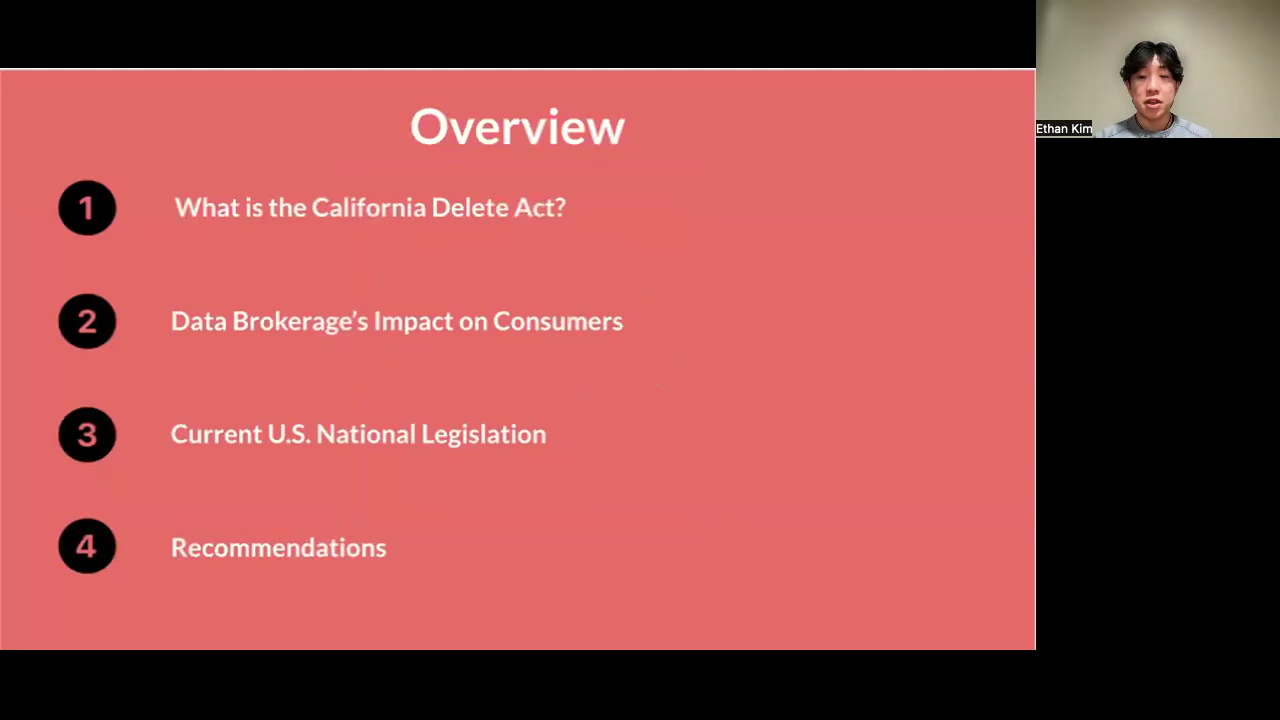 Overview
1 What is the California Delete Act?
2 Data Brokerage’s Impact on Consumers
3 Current U.S. National Legislation
4 Recommendations
Ethan Kim